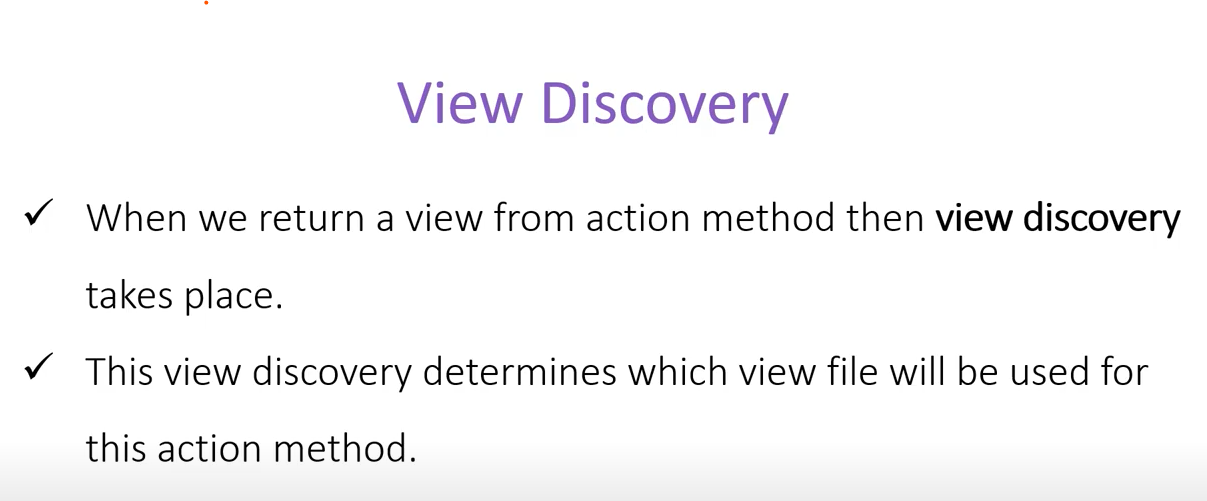 View Discovery
✓ When we return a view from action method then view discovery
takes place.
✓ This view discovery determines which view file will be used for
this action method.